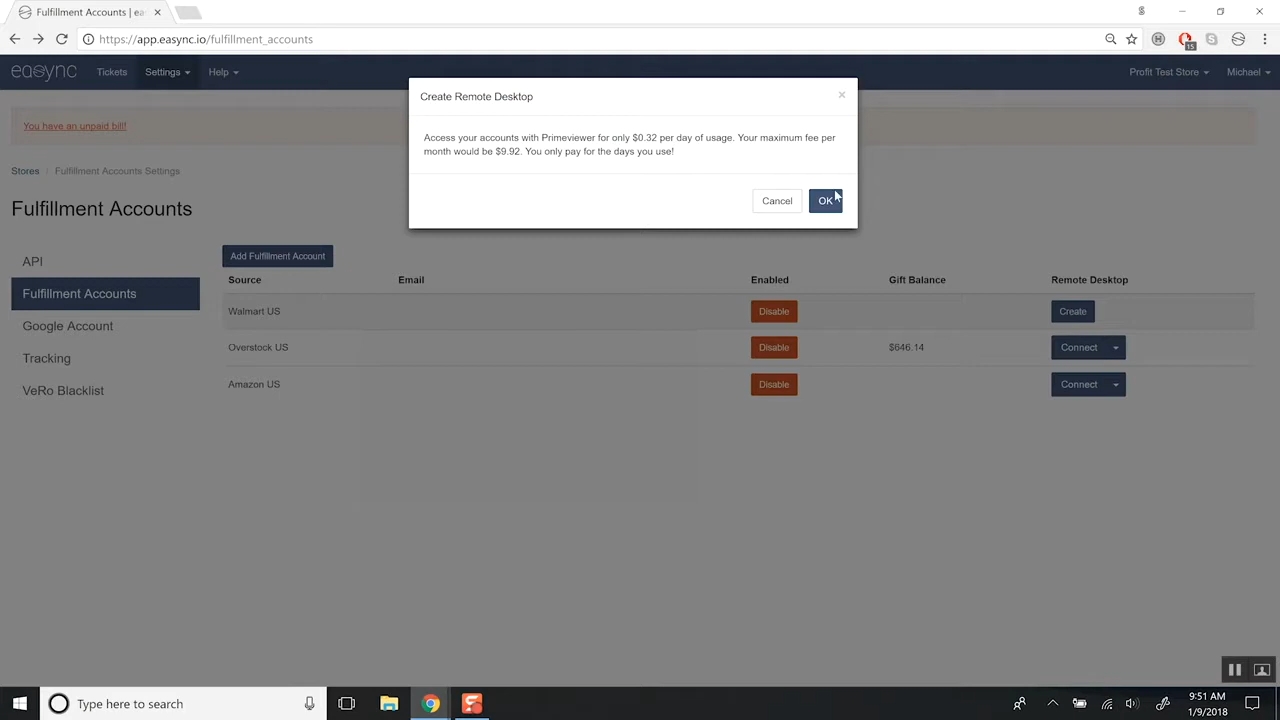 Fulfillment Accounts
https://app.easync.io/fulfillment_accounts
15
easync Tickets Settings Help Profit Test Store Michael
You have an unpaid bill!
Create Remote Desktop
Access your accounts with Primeviewer for only $0.32 per day of usage. Your maximum fee per
month would be $9.92. You only pay for the days you use!
Cancel OK
Stores / Fulfillment Accounts Settings
Fulfillment Accounts
API
Fulfillment Accounts
Google Account
Tracking
VeRo Blacklist
Add Fulfillment Account
Source Email Enabled Gift Balance Remote Desktop
Walmart US Disable Create
Overstock US Disable $646.14 Connect
Amazon US Disable Connect
Type here to search
9:51 AM
1/9/2018